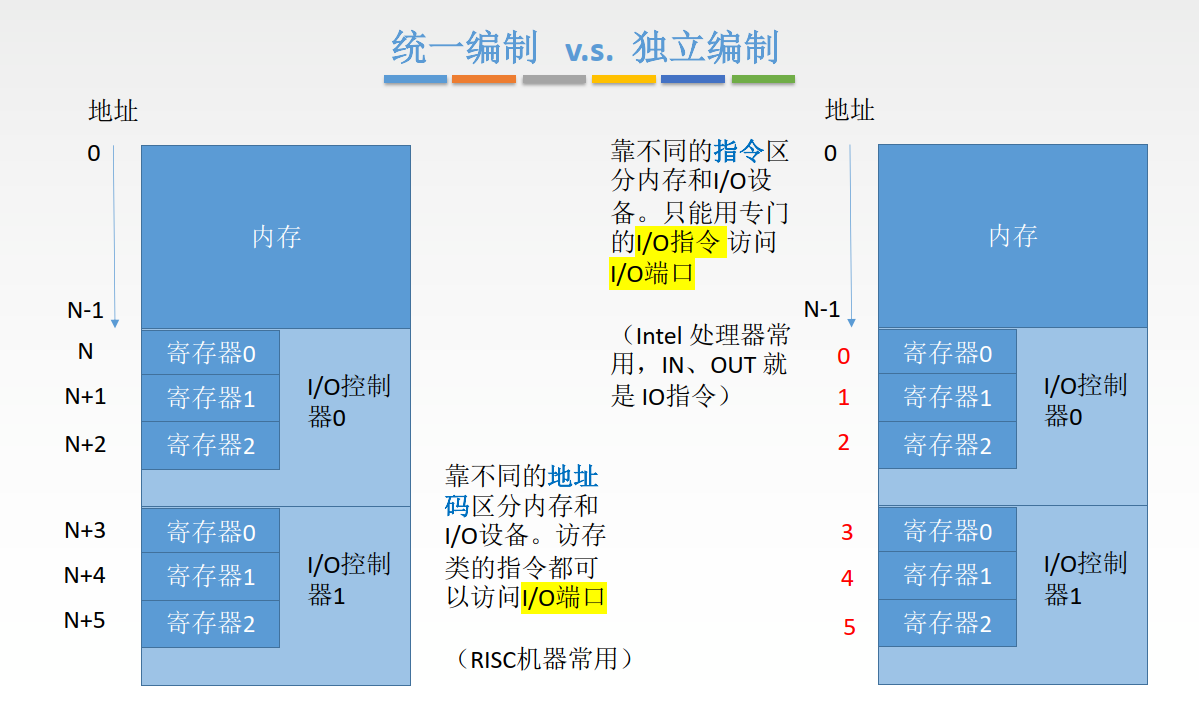 统一编制 v.s. 独立编制
地址
0
内存
N-1
N
寄存器0
N+1
寄存器1
N+2
寄存器2
I/O控制
器0
N+3
寄存器0
N+4
寄存器1
N+5
寄存器2
I/O控制
器1
靠不同的地址
码区分内存和
I/O设备。访存
类的指令都可
以访问I/O端口
（RISC机器常用）
靠不同的指令区
分内存和I/O设
备。只能用专门
的I/O指令 访问
I/O端口
（Intel 处理器常
用，IN、OUT 就
是 IO指令）
地址
0
内存
N-1
0
寄存器0
1
寄存器1
2
寄存器2
I/O控制
器0
3
寄存器0
4
寄存器1
5
寄存器2
I/O控制
器1